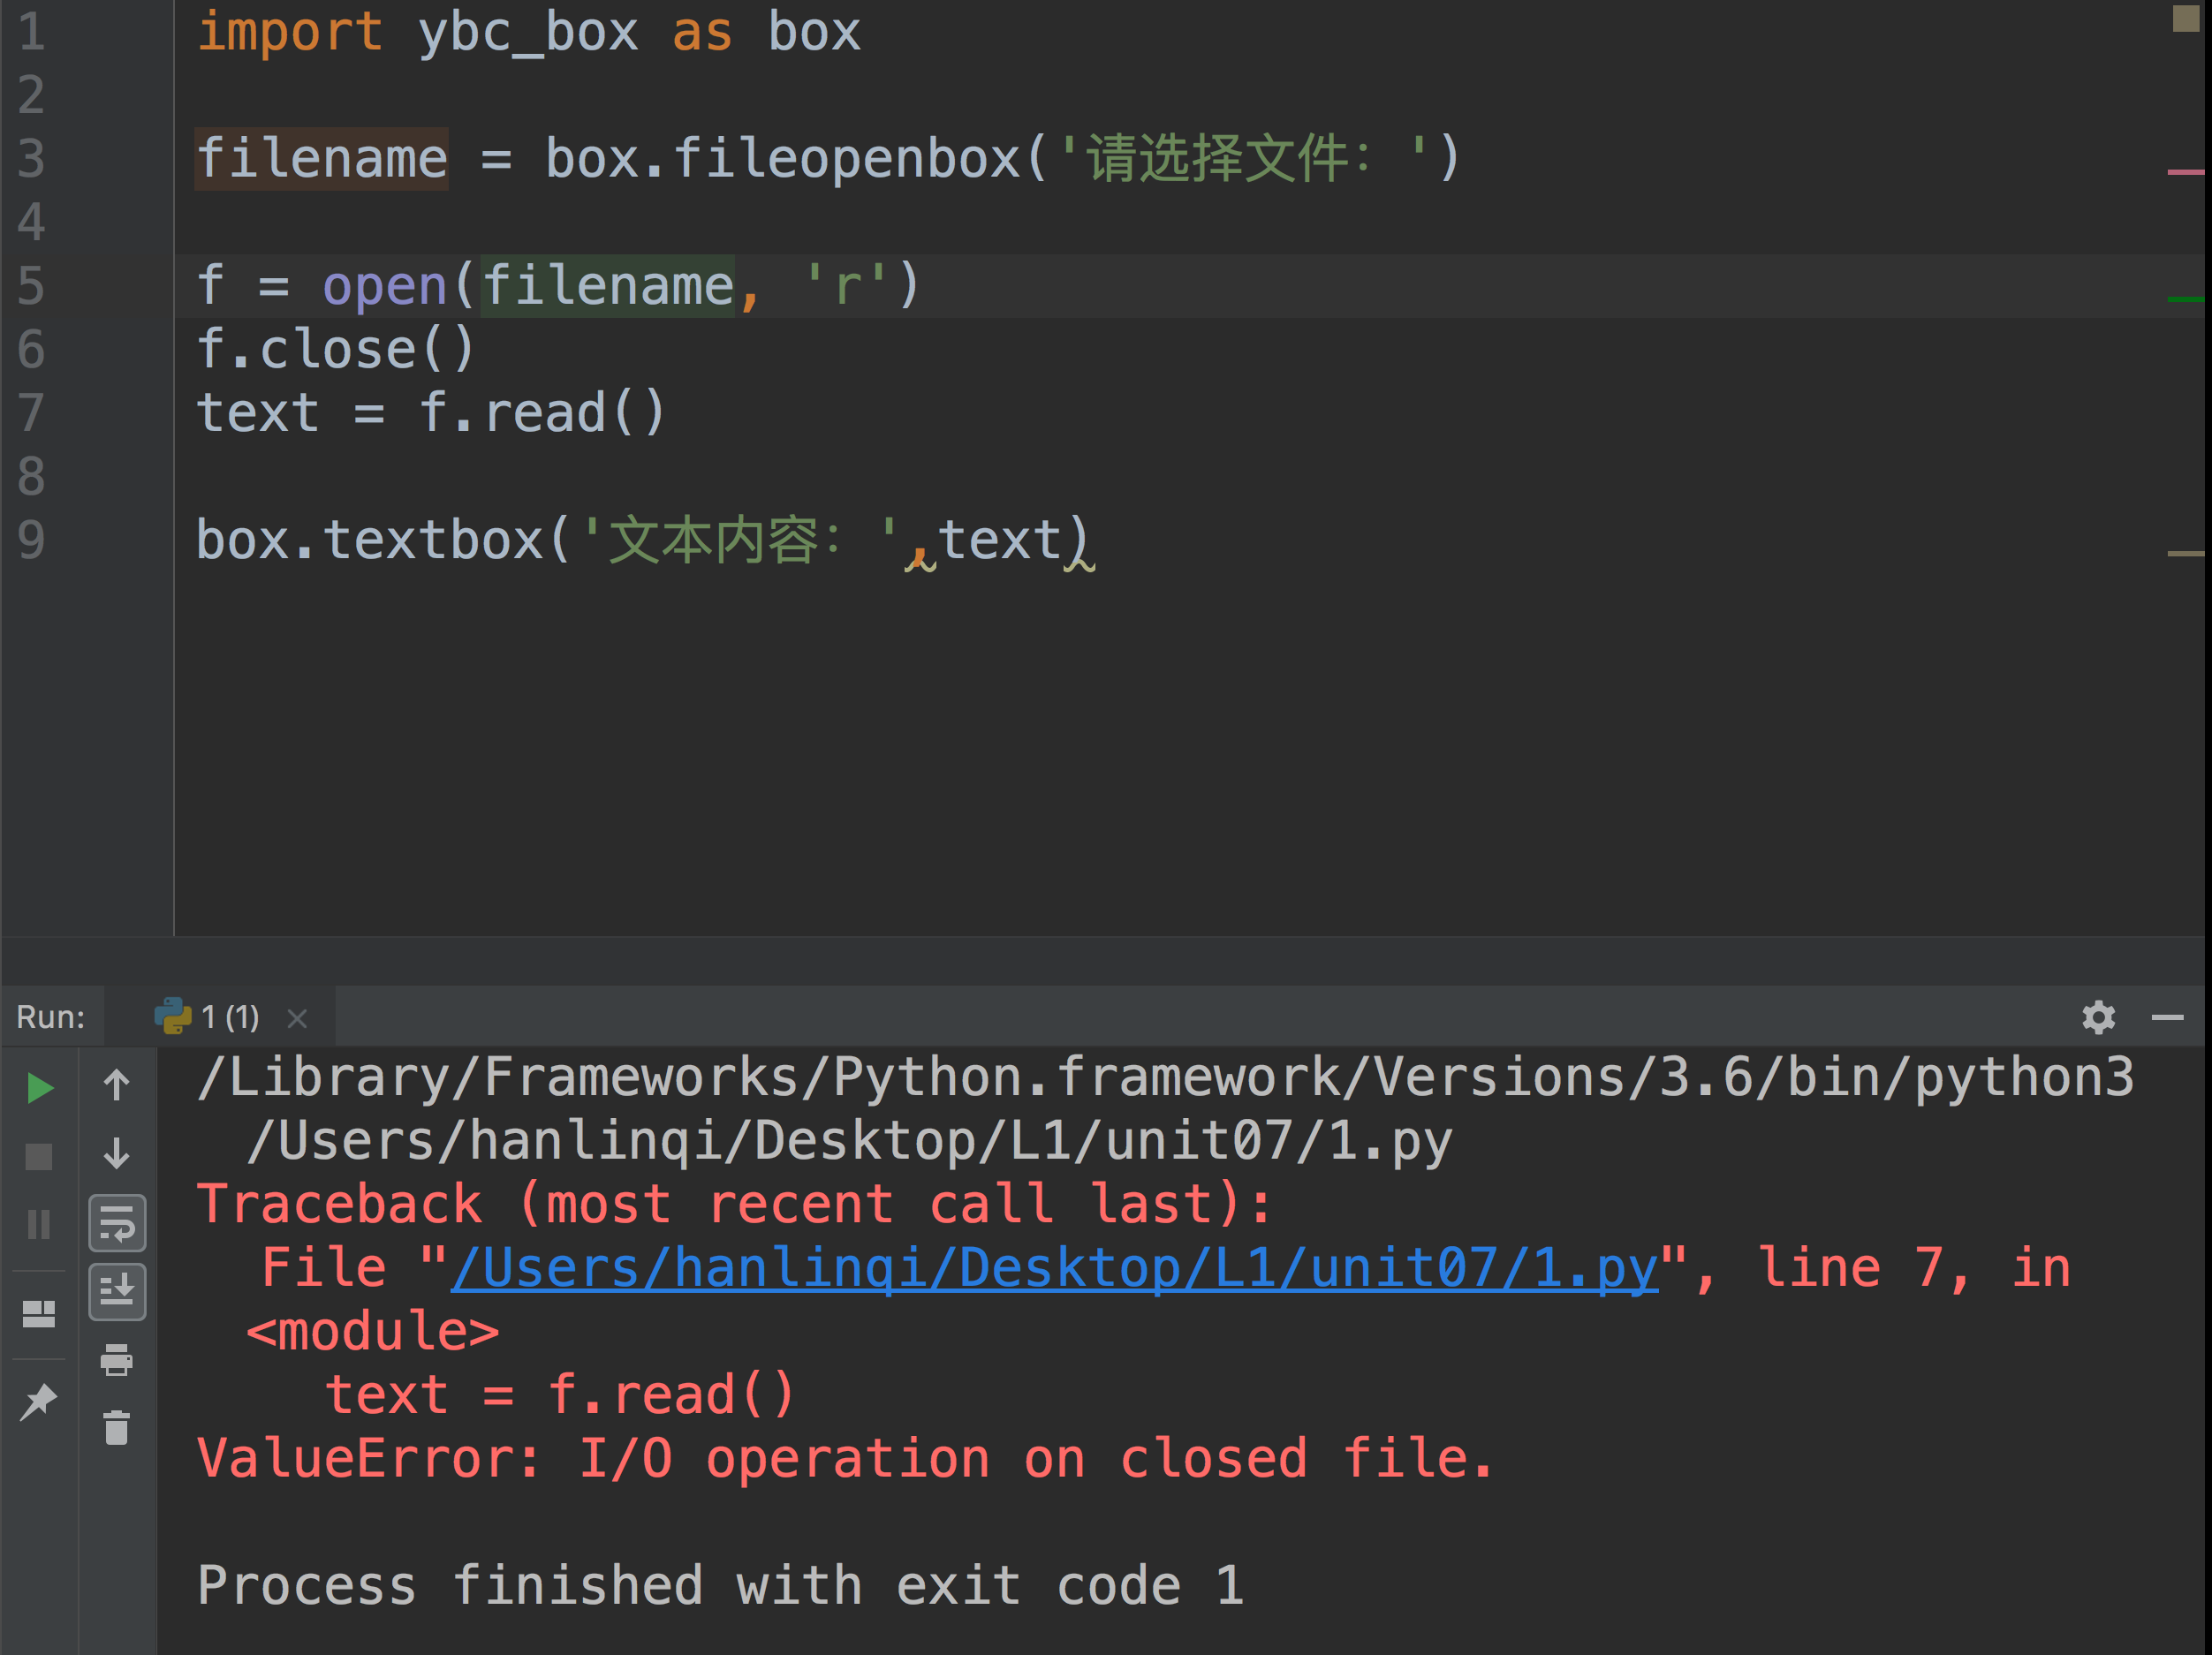 1 import ybc_box as box
2
3 filename = box.fileopenbox('请选择文件：')
4
5 f = open(filename, 'r')
6 f.close()
7 text = f.read()
8
9 box.textbox('文本内容：',text)
Run: 1 (1)
/Library/Frameworks/Python.framework/Versions/3.6/bin/python3
/Users/hanlinqi/Desktop/L1/unit07/1.py
Traceback (most recent call last):
File "/Users/hanlinqi/Desktop/L1/unit07/1.py", line 7, in
<module>
text = f.read()
ValueError: I/O operation on closed file.
Process finished with exit code 1